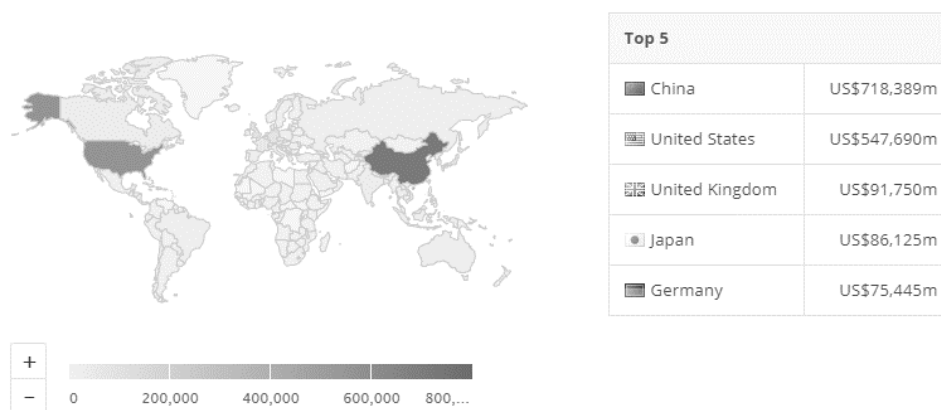 Top 5
China US$718,389m
United States US$547,690m
United Kingdom US$91,750m
Japan US$86,125m
Germany US$75,445m
+
−
0 200,000 400,000 600,000 800,...